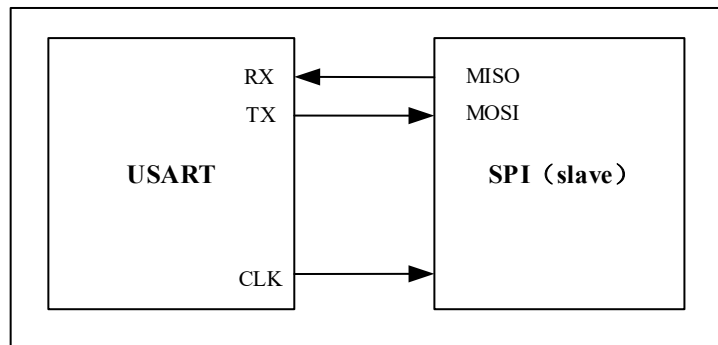 RX
MISO
TX
MOSI
USART
SPI（slave）
CLK